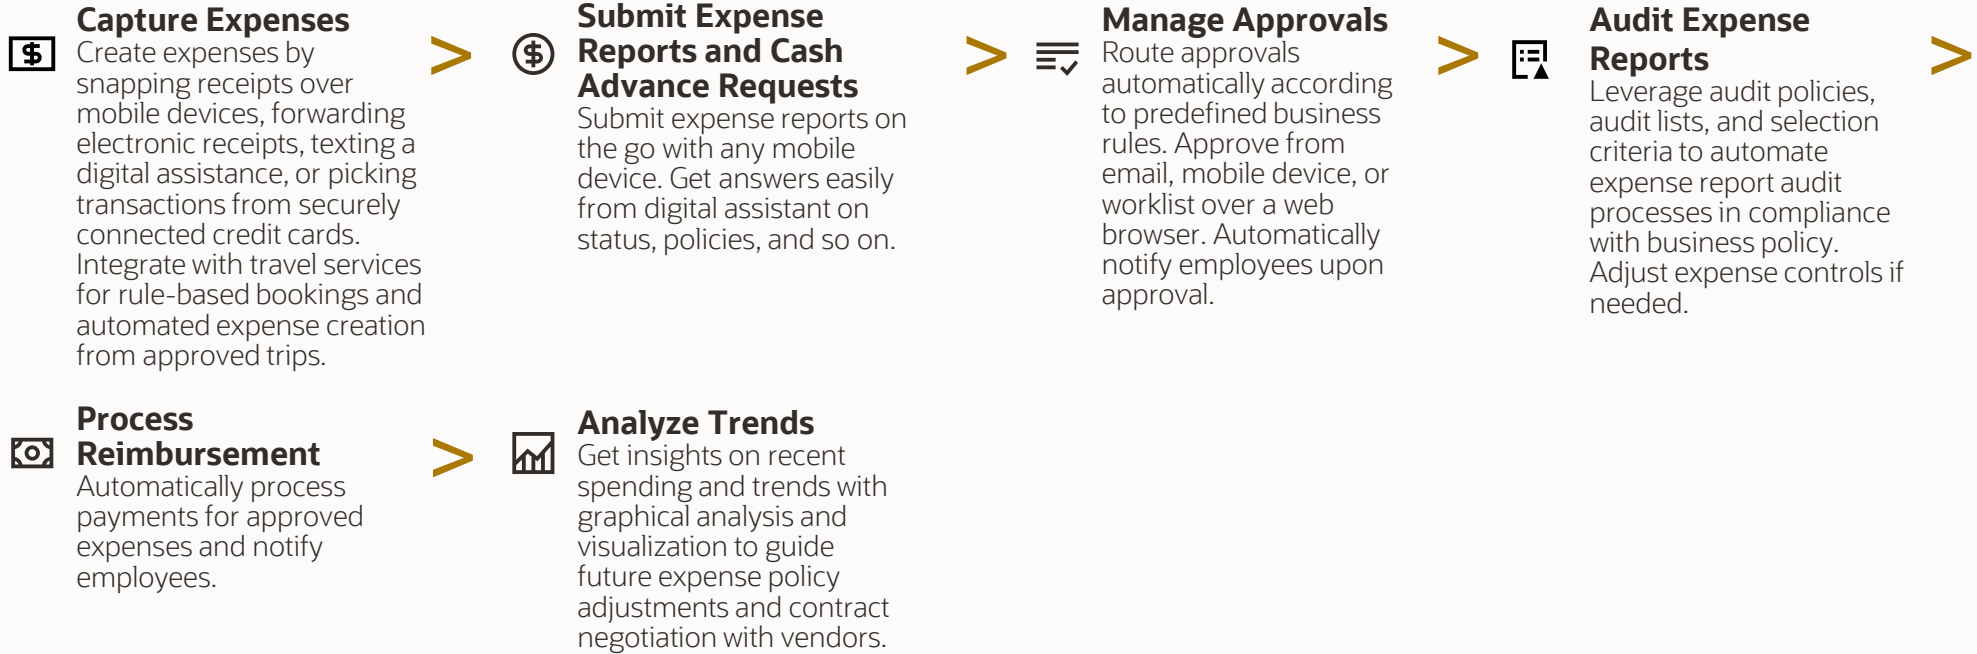 Capture Expenses
Create expenses by
snapping receipts over
mobile devices, forwarding
electronic receipts, texting a
digital assistance, or picking
transactions from securely
connected credit cards.
Integrate with travel services
for rule-based bookings and
automated expense creation
from approved trips.
>
Submit Expense
Reports and Cash
Advance Requests
Submit expense reports on
the go with any mobile
device. Get answers easily
from digital assistant on
status, policies, and so on.
>
Manage Approvals
Route approvals
automatically according
to predefined business
rules. Approve from
email, mobile device, or
worklist over a web
browser. Automatically
notify employees upon
approval.
>
Audit Expense
Reports
Leverage audit policies,
audit lists, and selection
criteria to automate
expense report audit
processes in compliance
with business policy.
Adjust expense controls if
needed.
>
Process
Reimbursement
Automatically process
payments for approved
expenses and notify
employees.
>
Analyze Trends
Get insights on recent
spending and trends with
graphical analysis and
visualization to guide
future expense policy
adjustments and contract
negotiation with vendors.